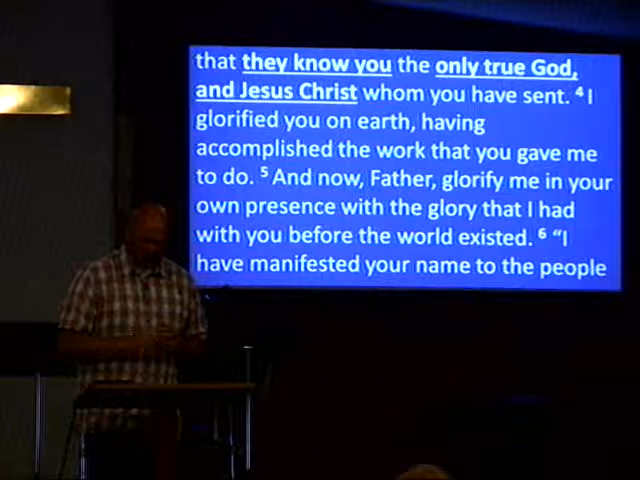 that they know you the only true God,
and Jesus Christ whom you have sent. ⁴ I
glorified you on earth, having
accomplished the work that you gave me
to do. ⁵ And now, Father, glorify me in your
own presence with the glory that I had
with you before the world existed. ⁶ “I
have manifested your name to the people